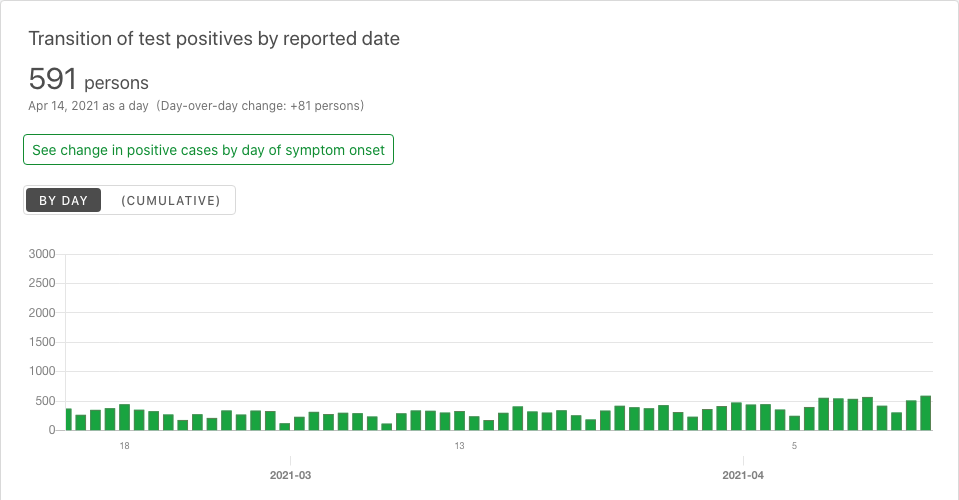 Transition of test positives by reported date
591 persons
Apr 14, 2021 as a day (Day-over-day change: +81 persons)
See change in positive cases by day of symptom onset
BY DAY (CUMULATIVE)
3000
2500
2000
1500
1000
500
0
18 13 5
2021-03 2021-04